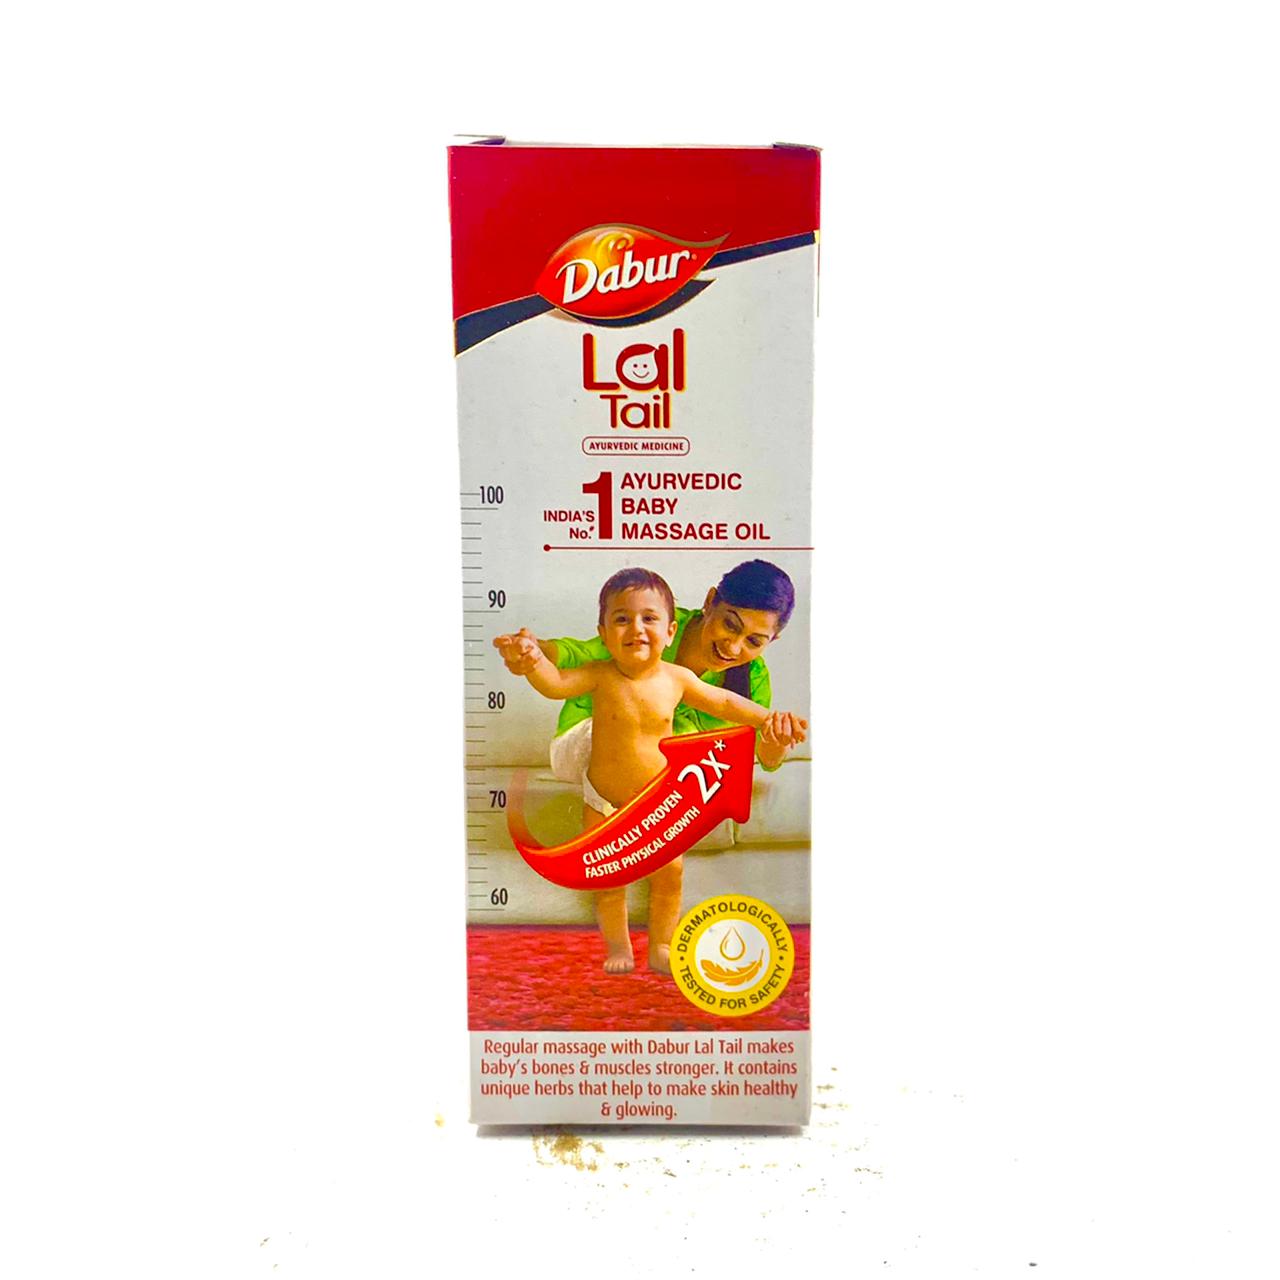 Dabur
Lal
Tail
AYURVEDIC MEDICINE
INDIA'S No.# 1
AYURVEDIC
BABY
MASSAGE OIL
100
90
80
70
60
CLINICALLY PROVEN 2X*
FASTER PHYSICAL GROWTH
DERMATOLOGICALLY
TESTED FOR SAFETY
Regular massage with Dabur Lal Tail makes
baby's bones & muscles stronger. It contains
unique herbs that help to make skin healthy
& glowing.